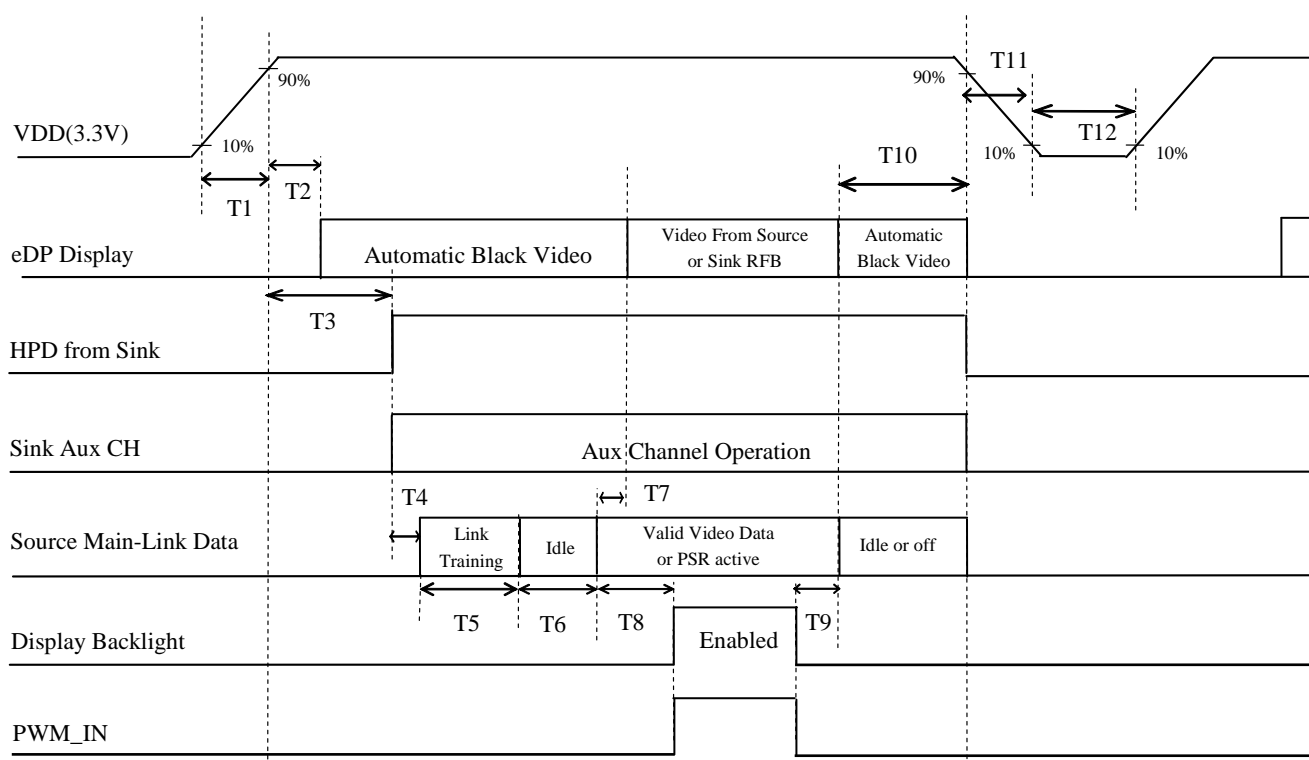 90%
90%
T11
VDD(3.3V)
10%
T12
10%
10%
T1
T2
T10
eDP Display
Automatic Black Video
Video From Source
or Sink RFB
Automatic
Black Video
T3
HPD from Sink
Sink Aux CH
Aux Channel Operation
T4
T7
Source Main-Link Data
Link
Training
Idle
Valid Video Data
or PSR active
Idle or off
T5
T6
T8
T9
Display Backlight
Enabled
PWM_IN